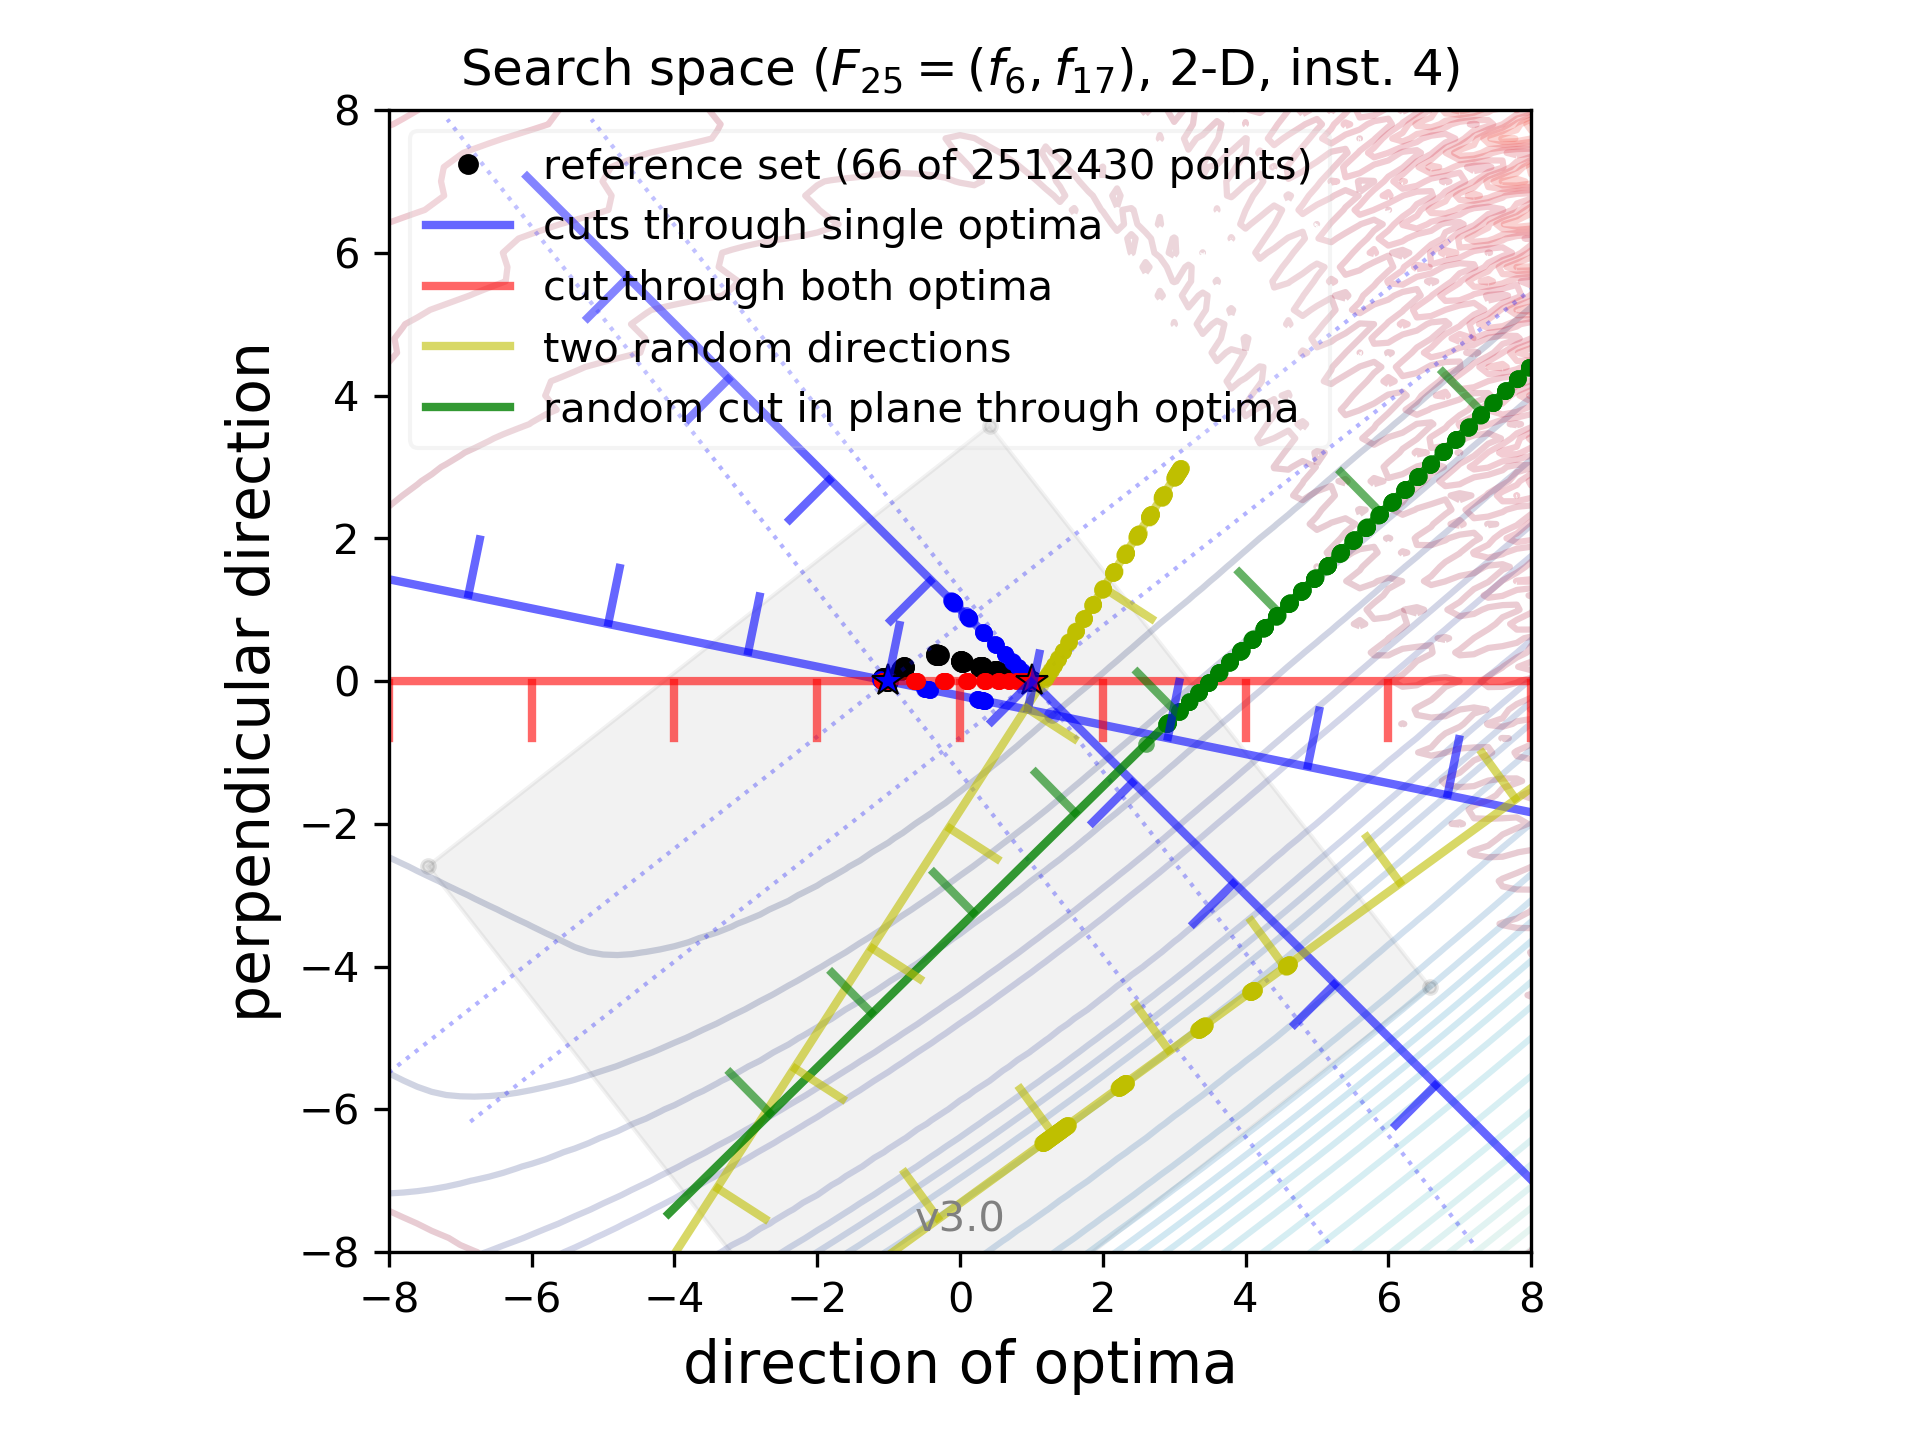 Search space (F25 = (f6, f17), 2-D, inst. 4)
reference set (66 of 2512430 points)
cuts through single optima
cut through both optima
two random directions
random cut in plane through optima
perpendicular direction
8
6
4
2
0
−2
−4
−6
−8
v3.0
−8 −6 −4 −2 0 2 4 6 8
direction of optima